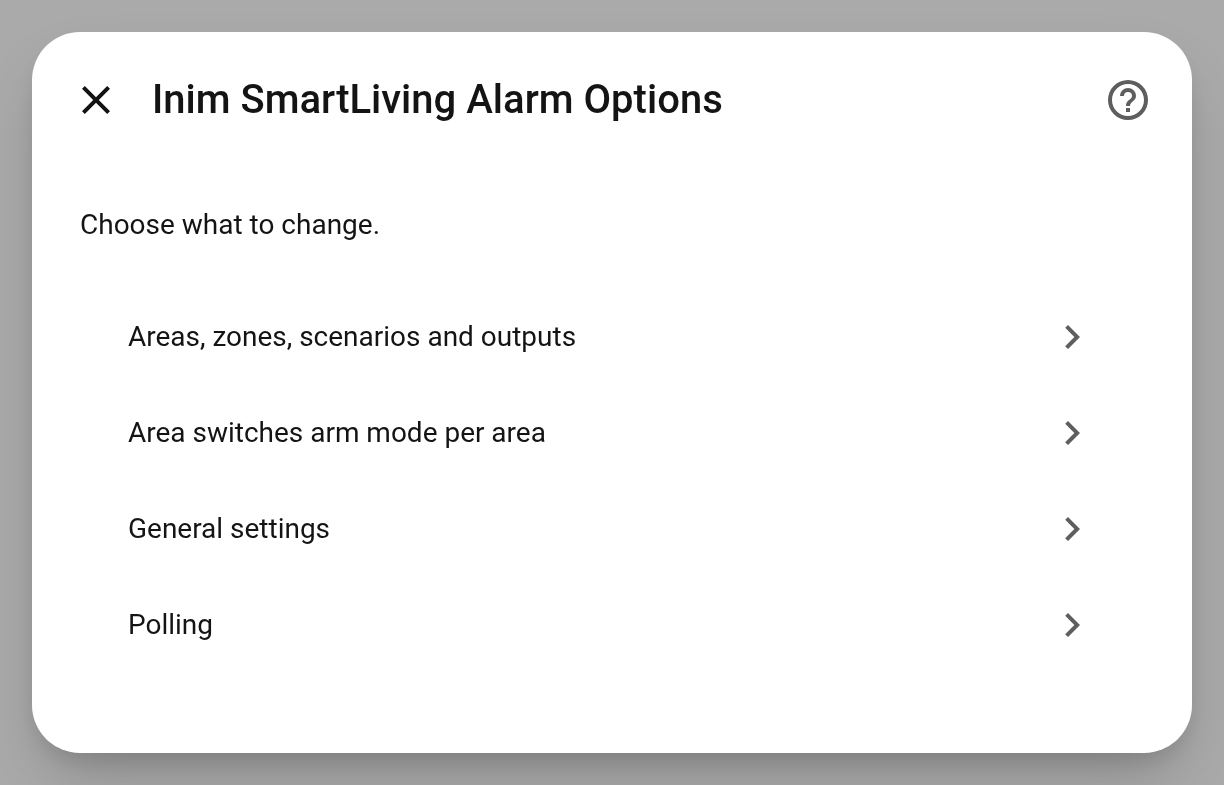 Inim SmartLiving Alarm Options
Choose what to change.
Areas, zones, scenarios and outputs
Area switches arm mode per area
General settings
Polling